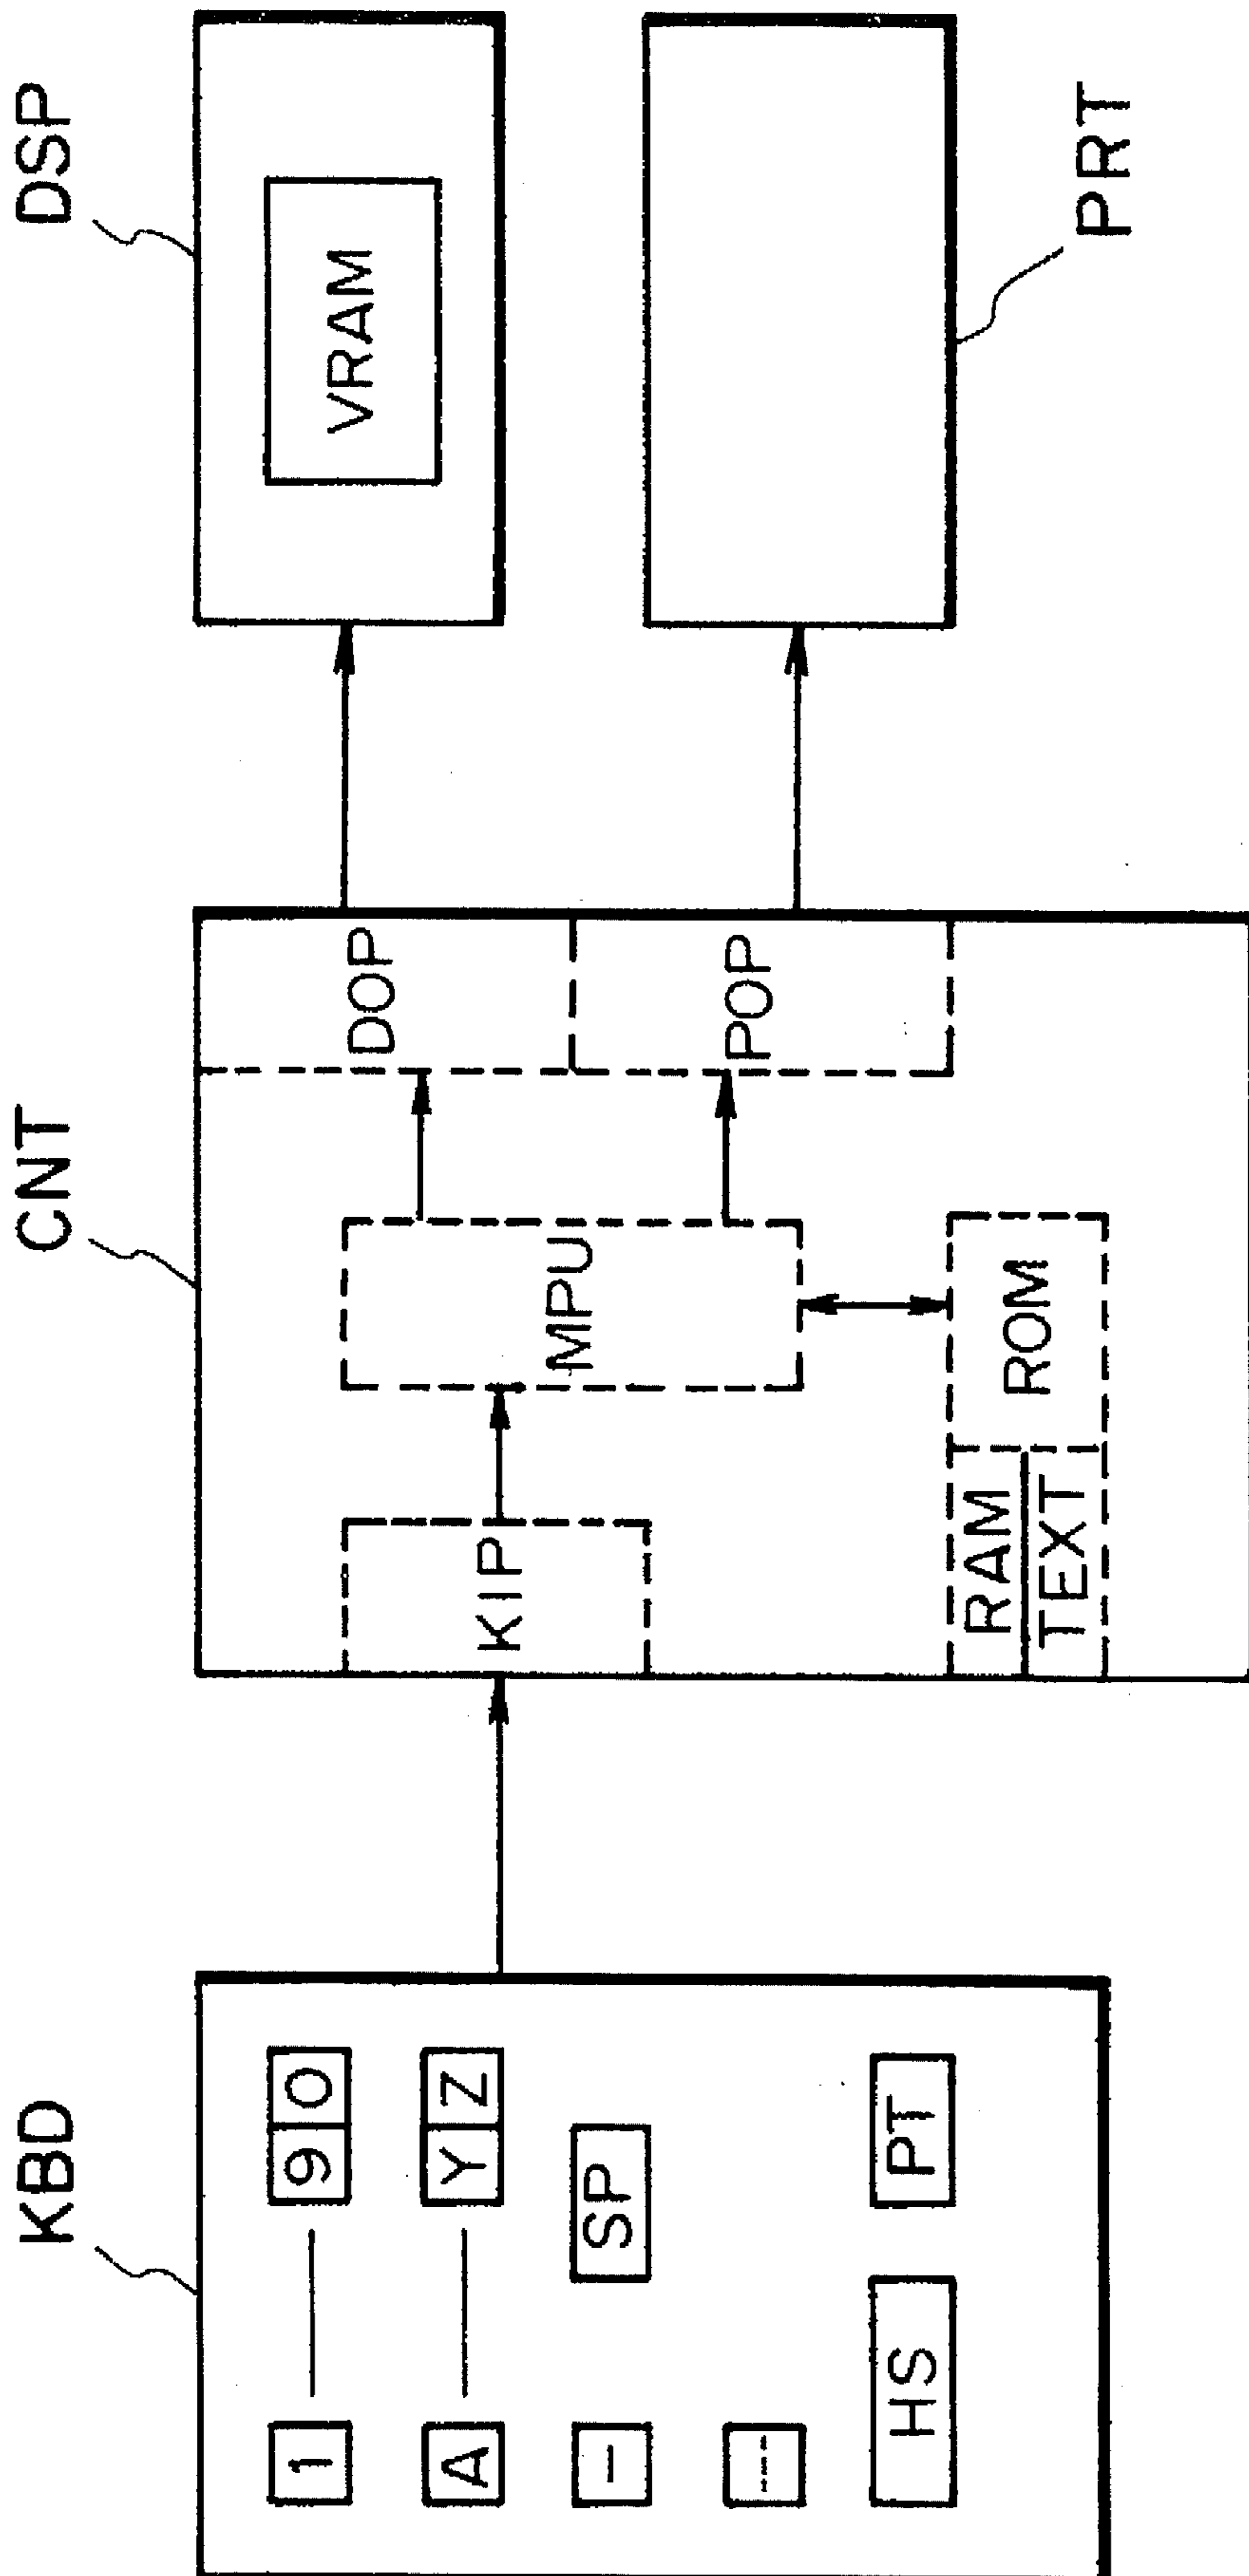 KBD
1 9 0
A Y Z
— SP
----
HS PT
CNT
KIP
MPU
DOP
POP
RAM
TEXT
ROM
DSP
VRAM
PRT